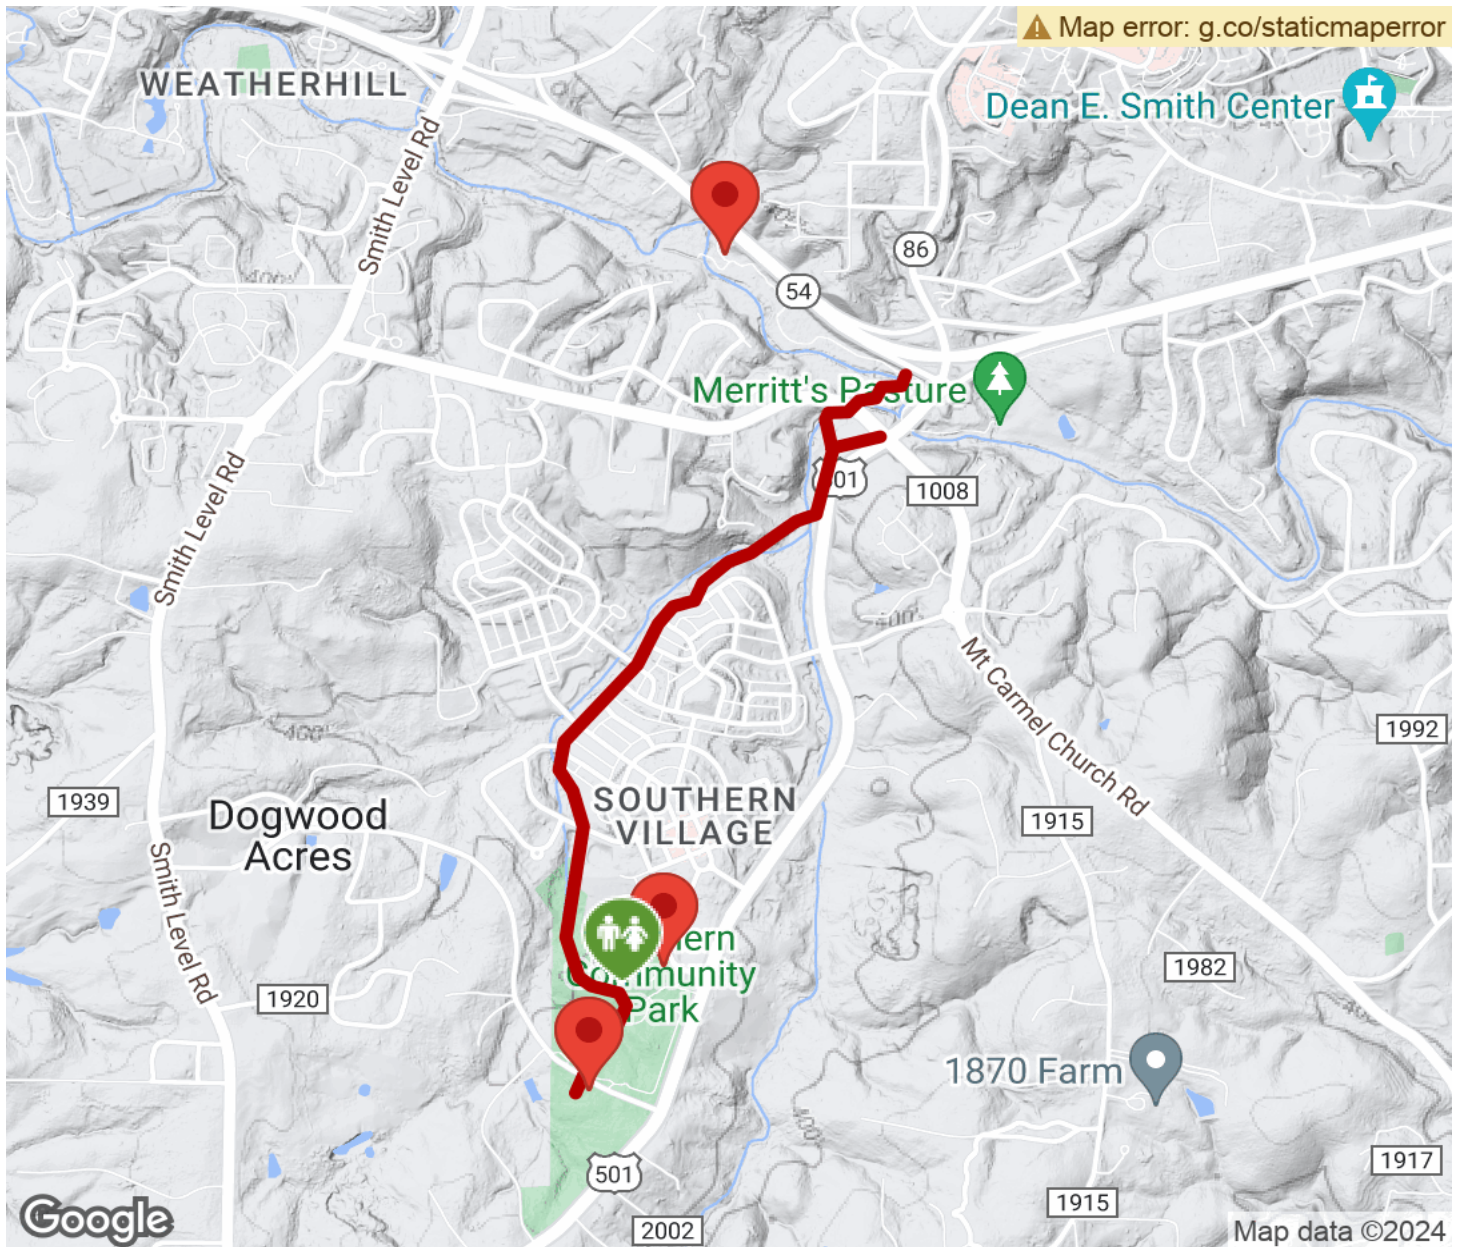 Map error: g.co/staticmaperror
WEATHERHILL
Dean E. Smith Center
Smith Level Rd
86
54
Merritt's Pasture
501
1008
Smith Level Rd
Mt Carmel Church Rd
1992
1939
SOUTHERN
VILLAGE
1915
Dogwood
Acres
Smith Level Rd
Community
Park
1982
1920
1870 Farm
501
1917
1915
2002
Google
Map data ©2024